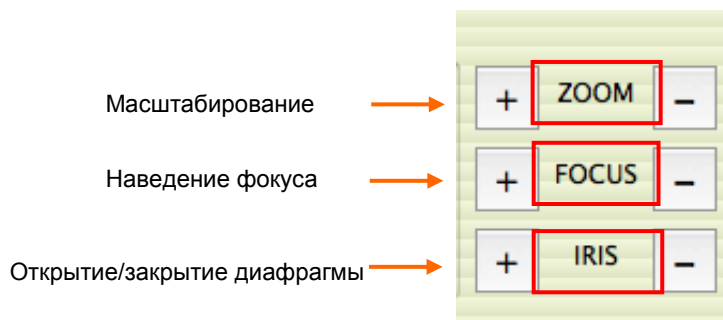 Масштабирование + ZOOM −
Наведение фокуса + FOCUS −
Открытие/закрытие диафрагмы + IRIS −